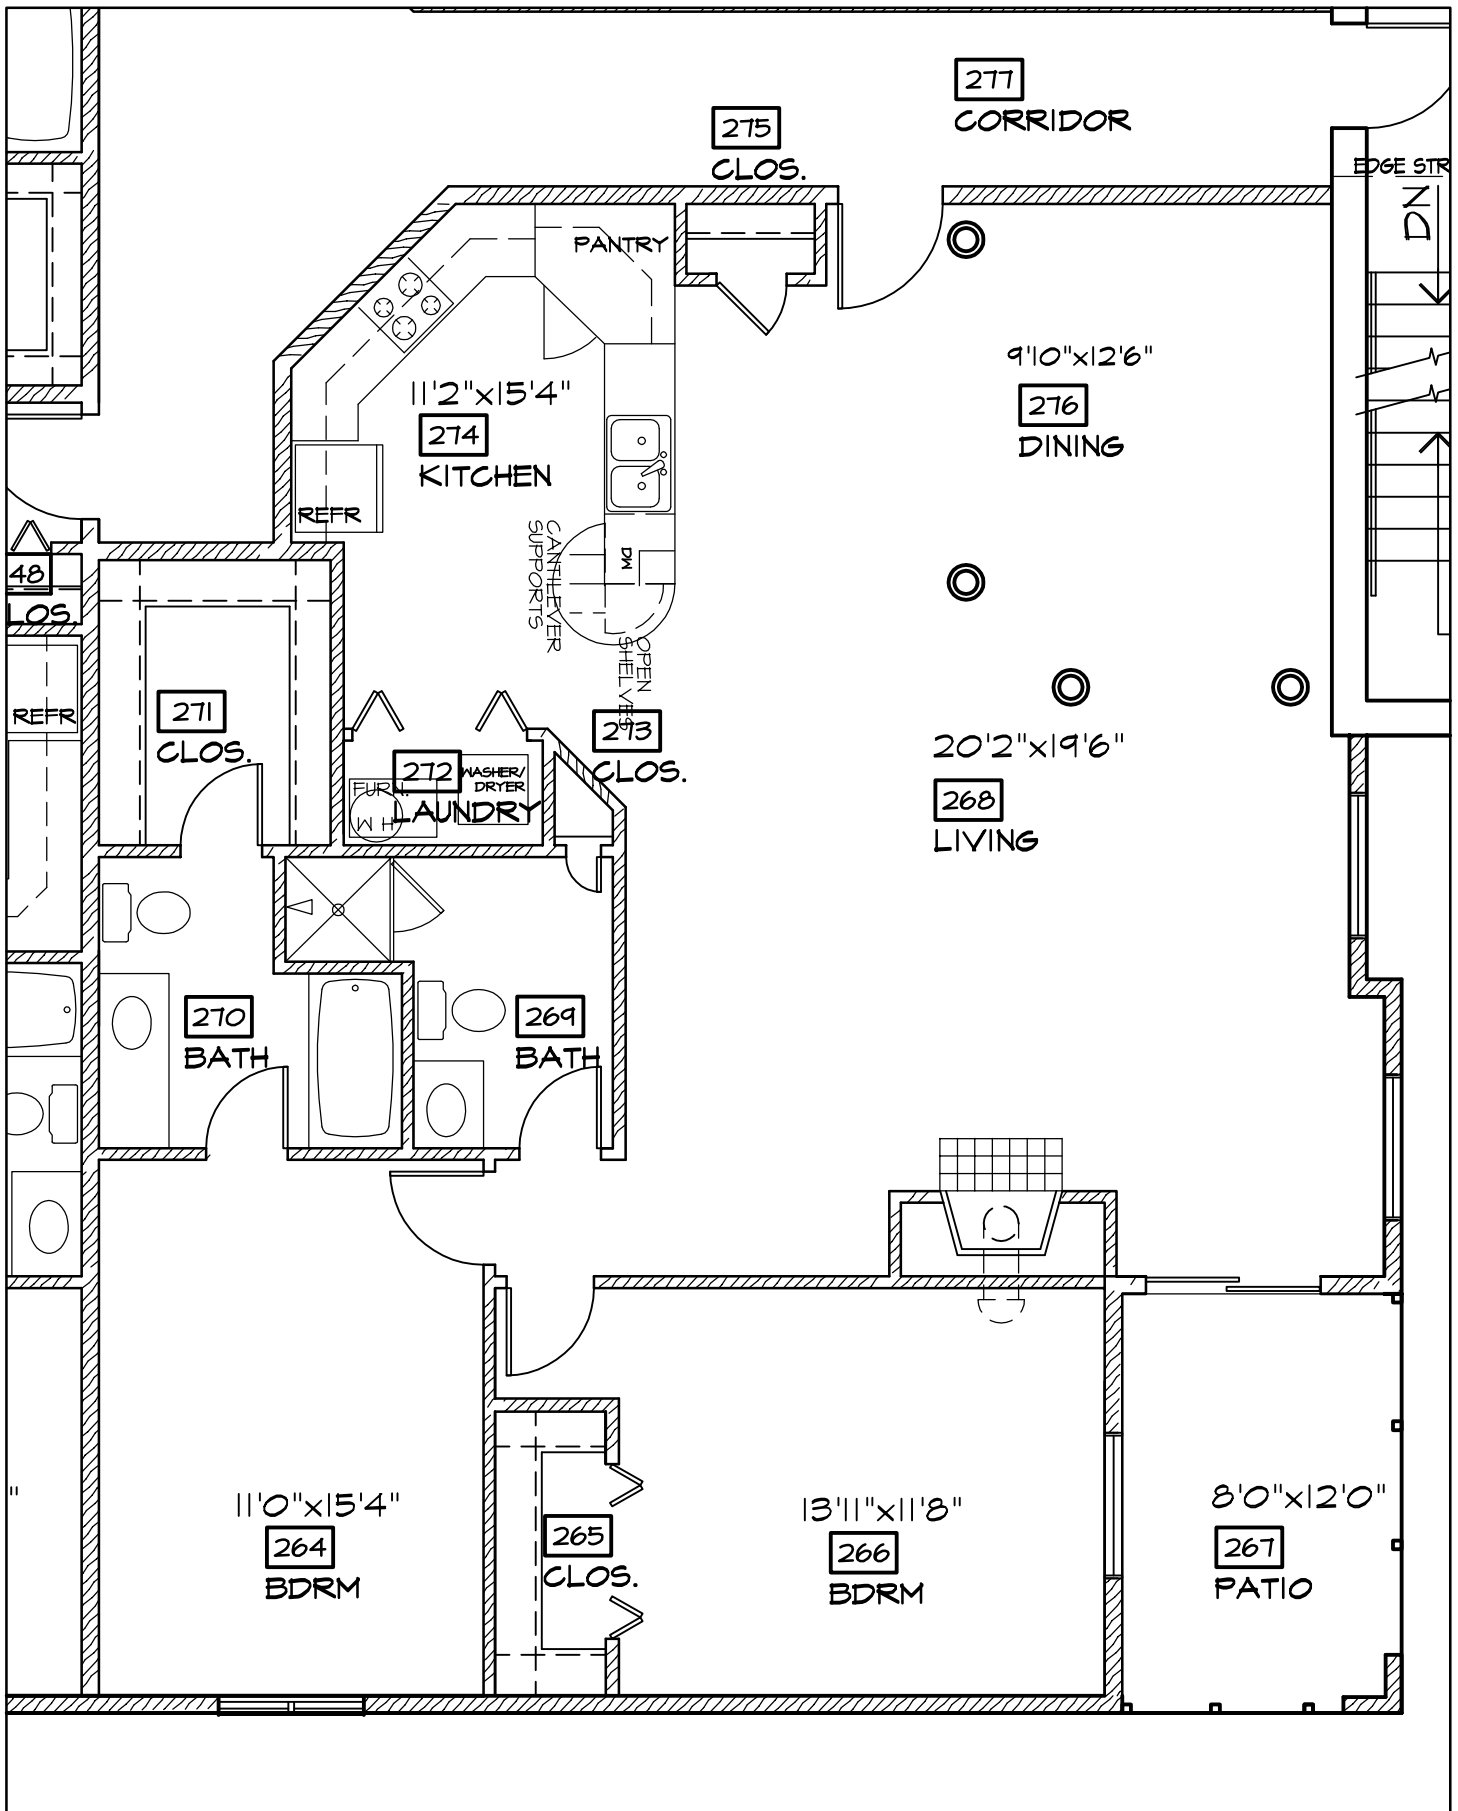 277
CORRIDOR
275
CLOS.
EDGE STR
DN
PANTRY
9'10"x12'6"
276
DINING
11'2"x15'4"
274
KITCHEN
REFR
CANTILEVER
SUPPORTS
DW
48
LOS.
OPEN
SHELVES
271
CLOS.
REFR
273
CLOS.
20'2"x19'6"
268
LIVING
272
LAUNDRY
WASHER/
DRYER
FURN.
H W
270
BATH
269
BATH
"
11'0"x15'4"
264
BDRM
265
CLOS.
13'11"x11'8"
266
BDRM
8'0"x12'0"
267
PATIO